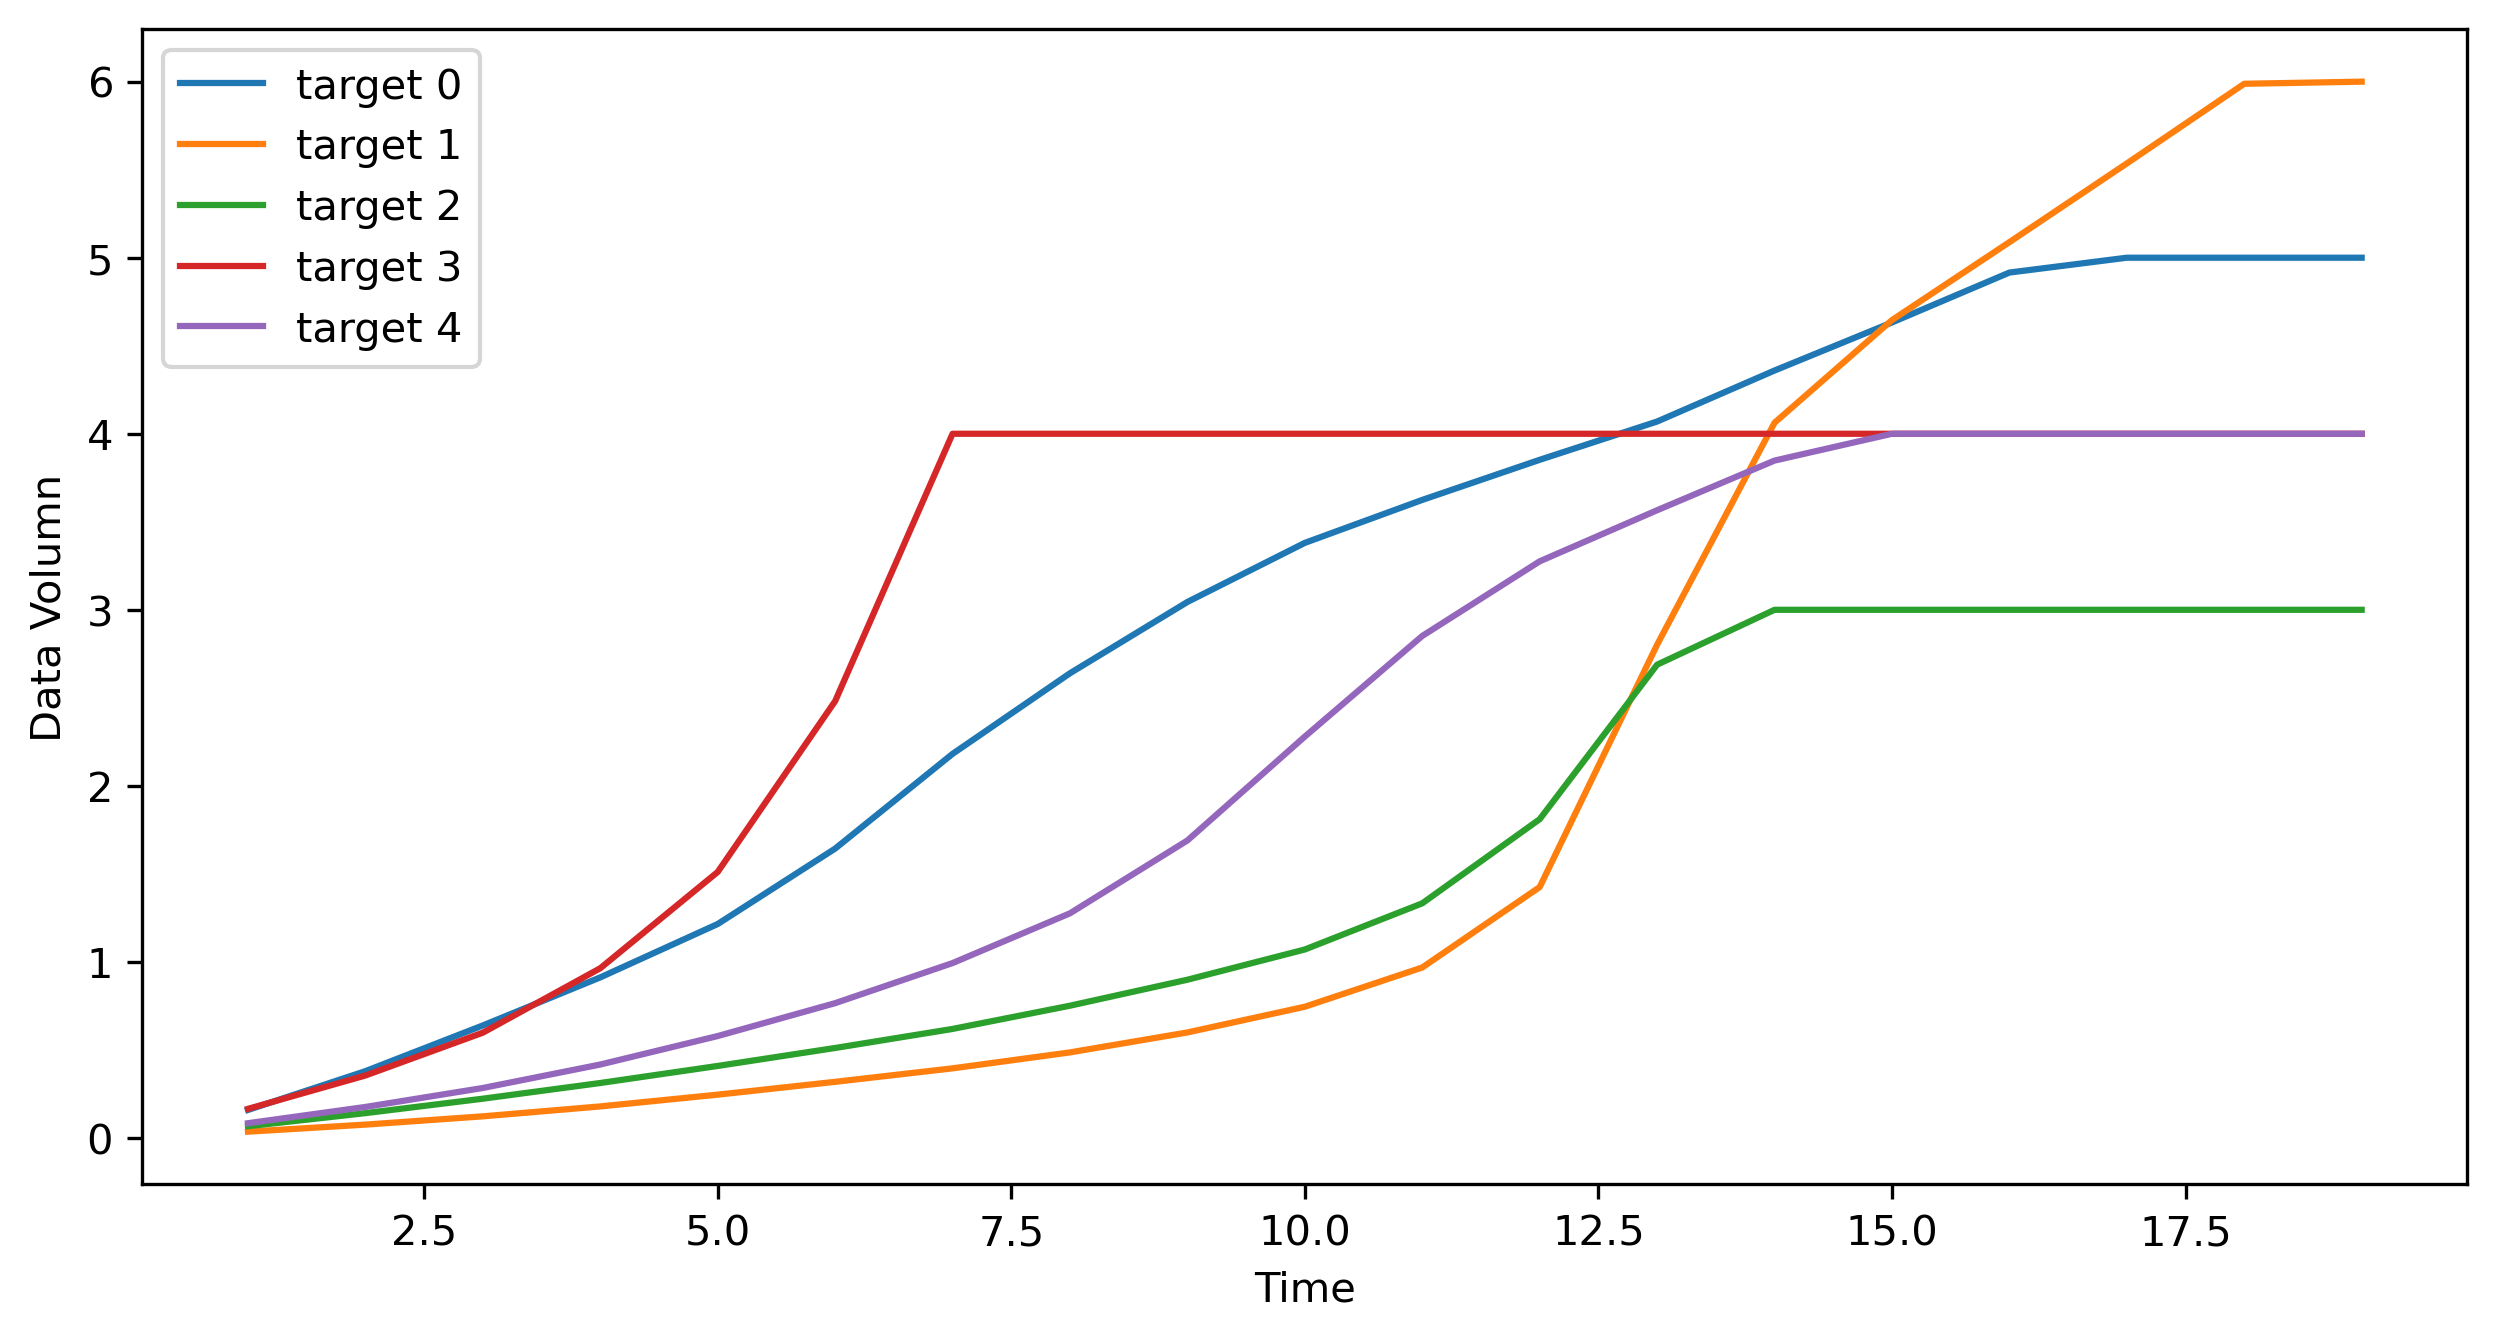 target 0
target 1
target 2
target 3
target 4
6
5
4
3
2
1
0
Data Volumn
2.5 5.0 7.5 10.0 12.5 15.0 17.5
Time